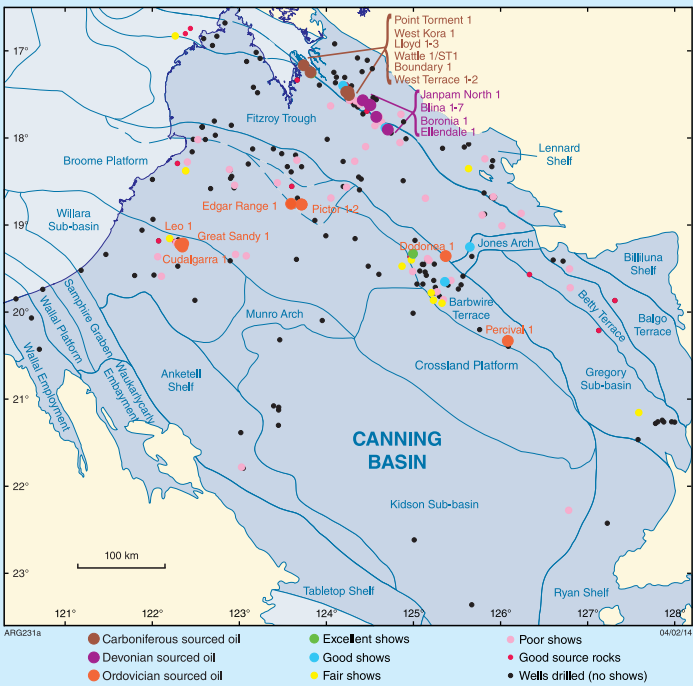 Point Torment 1
West Kora 1
Lloyd 1-3
Wattle 1/ST1
Boundary 1
West Terrace 1-2
17°
Janpam North 1
Blina 1-7
Boronia 1
Ellendale 1
Fitzroy Trough
18°
Lennard
Shelf
Broome Platform
Willara
Sub-basin
Edgar Range 1
Pictor 1-2
19°
Leo 1
Great Sandy 1
Cudalgarra 1
Dodonea 1
Jones Arch
Billiluna
Shelf
Samphire Graben
Wallal Platform
Wallal Employment
Waukarlycarly
Embayment
20°
Munro Arch
Barbwire
Terrace
Betty Terrace
Balgo
Terrace
Percival 1
Anketell
Shelf
Crossland Platform
Gregory
Sub-basin
21°
CANNING
BASIN
22°
Kidson Sub-basin
100 km
23°
Tabletop Shelf
Ryan Shelf
121°
122°
123°
124°
125°
126°
127°
128°
ARG231a
04/02/14
Carboniferous sourced oil
Devonian sourced oil
Ordovician sourced oil
Excellent shows
Good shows
Fair shows
Poor shows
Good source rocks
Wells drilled (no shows)